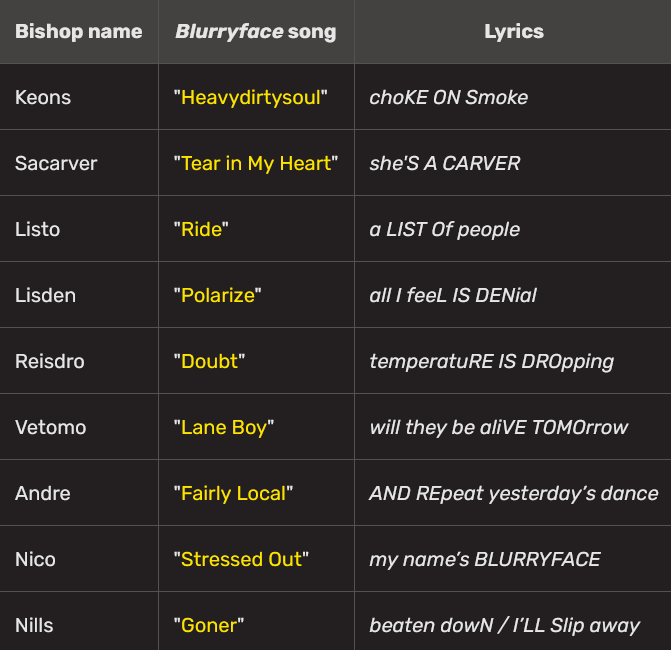 Bishop name Blurryface song Lyrics
Keons "Heavydirtysoul" choKE ON Smoke
Sacarver "Tear in My Heart" she'S A CARVER
Listo "Ride" a LIST Of people
Lisden "Polarize" all I feeL IS DENial
Reisdro "Doubt" temperatuRE IS DROpping
Vetomo "Lane Boy" will they be aliVE TOMOrrow
Andre "Fairly Local" AND REpeat yesterday’s dance
Nico "Stressed Out" my name’s BLURRYFACE
Nills "Goner" beaten dowN / I’LL Slip away